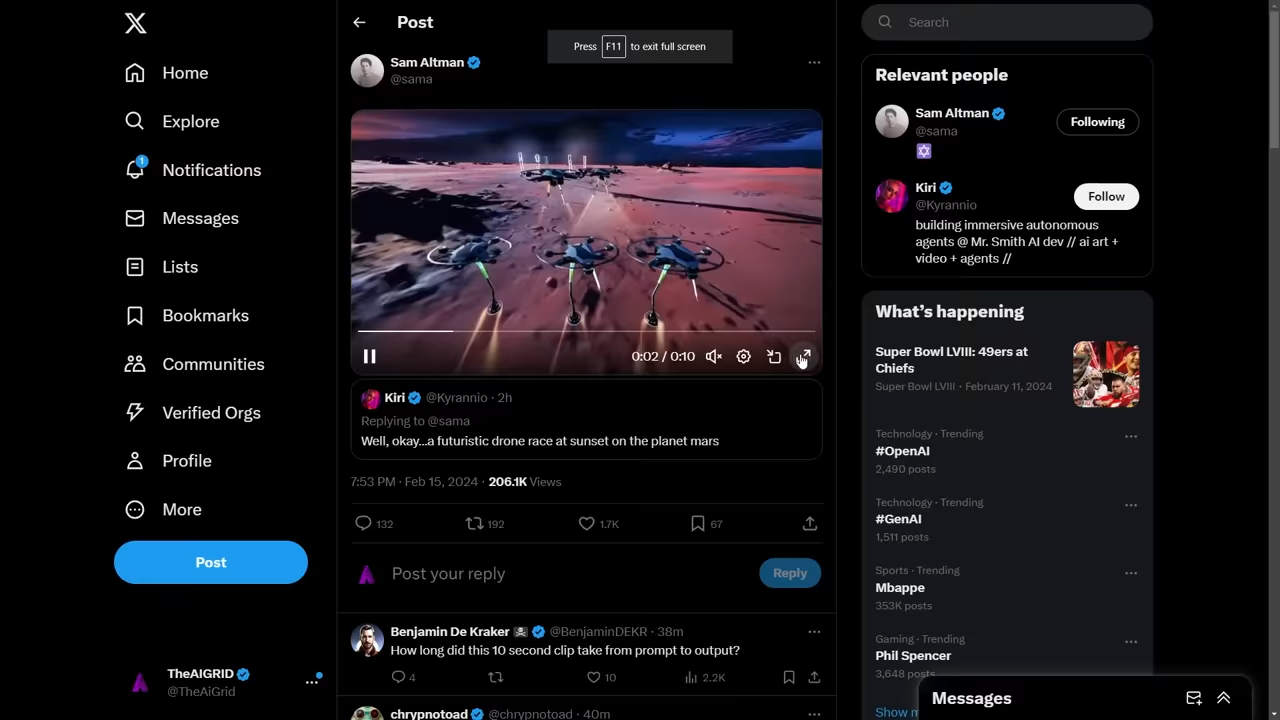 Home
Explore
1
Notifications
Messages
Lists
Bookmarks
Communities
Verified Orgs
Profile
More
Post
TheAIGRID
@TheAiGrid
Post
Press F11 to exit full screen
Sam Altman
@sama
0:02 / 0:10
Kiri @Kyrannio · 2h
Replying to @sama
Well, okay...a futuristic drone race at sunset on the planet mars
7:53 PM · Feb 15, 2024 · 206.1K Views
132 192 1.7K 67
Post your reply
Reply
Benjamin De Kraker @BenjaminDEKR · 38m
How long did this 10 second clip take from prompt to output?
4 10 2.2K
chrypnotoad @chrypnotoad · 40m
Search
Relevant people
Sam Altman
@sama
Following
Kiri
@Kyrannio
Follow
building immersive autonomous
agents @ Mr. Smith AI dev // ai art +
video + agents //
What's happening
Super Bowl LVIII: 49ers at
Chiefs
Super Bowl LVIII · February 11, 2024
Technology · Trending
#OpenAI
2,490 posts
Technology · Trending
#GenAI
1,511 posts
Sports · Trending
Mbappe
353K posts
Gaming · Trending
Phil Spencer
3,648 posts
Show
Messages